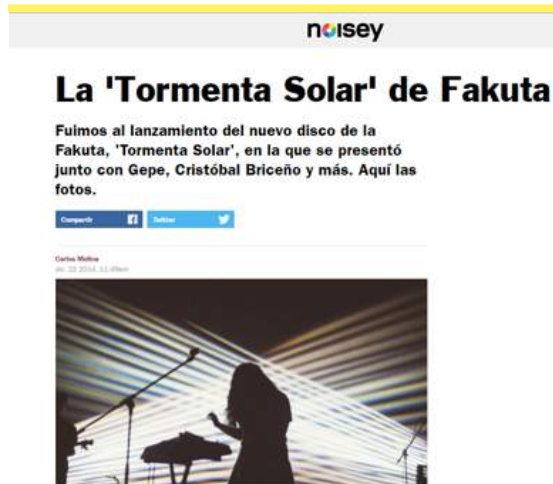 noisey
La 'Tormenta Solar' de Fakuta
Fuimos al lanzamiento del nuevo disco de la
Fakuta, 'Tormenta Solar', en la que se presentó
junto con Gepe, Cristóbal Briceño y más. Aquí las
fotos.
Compartir Twitter
Carlos Molina